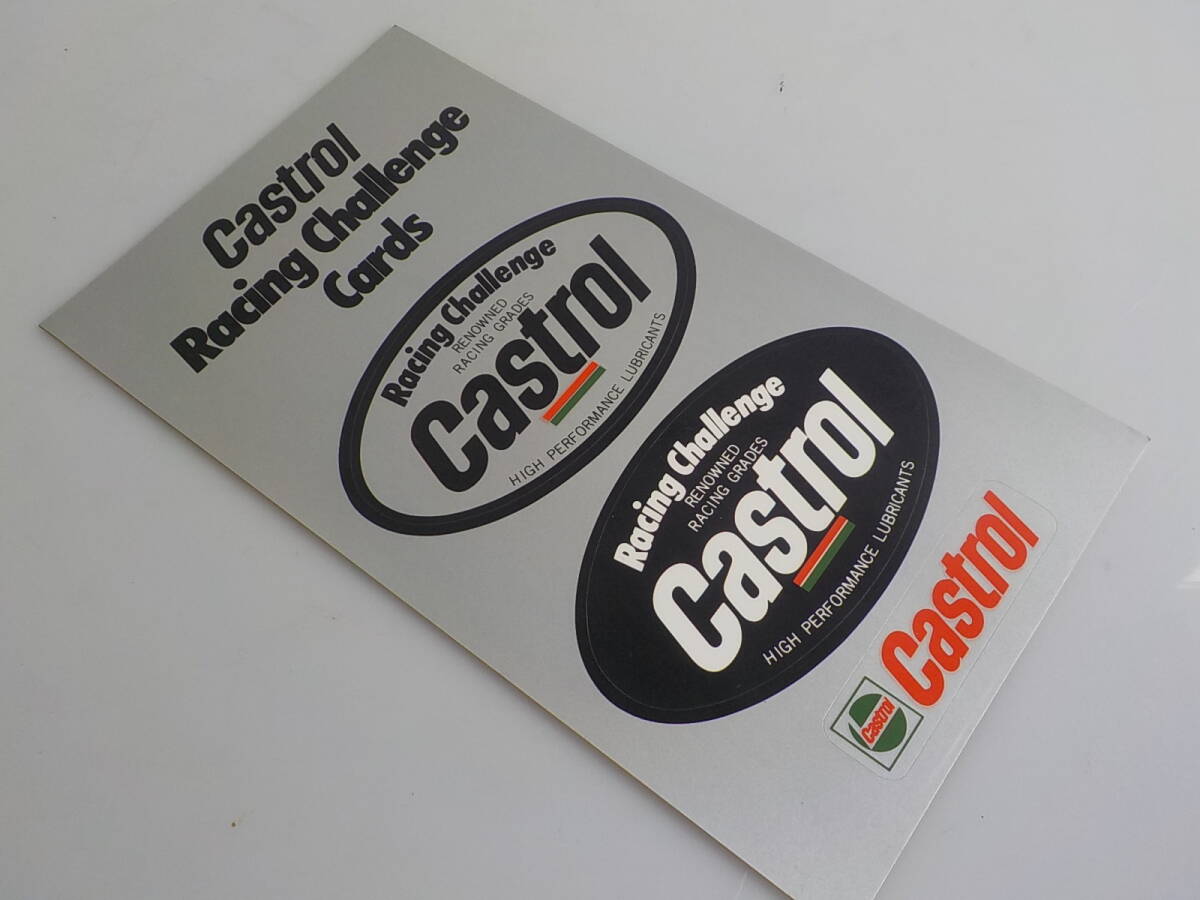 Castrol
Racing Challenge
Cards
Racing Challenge
RENOWNED
RACING GRADES
Castrol
HIGH PERFORMANCE LUBRICANTS
Racing Challenge
RENOWNED
RACING GRADES
Castrol
HIGH PERFORMANCE LUBRICANTS
Castrol
Castrol